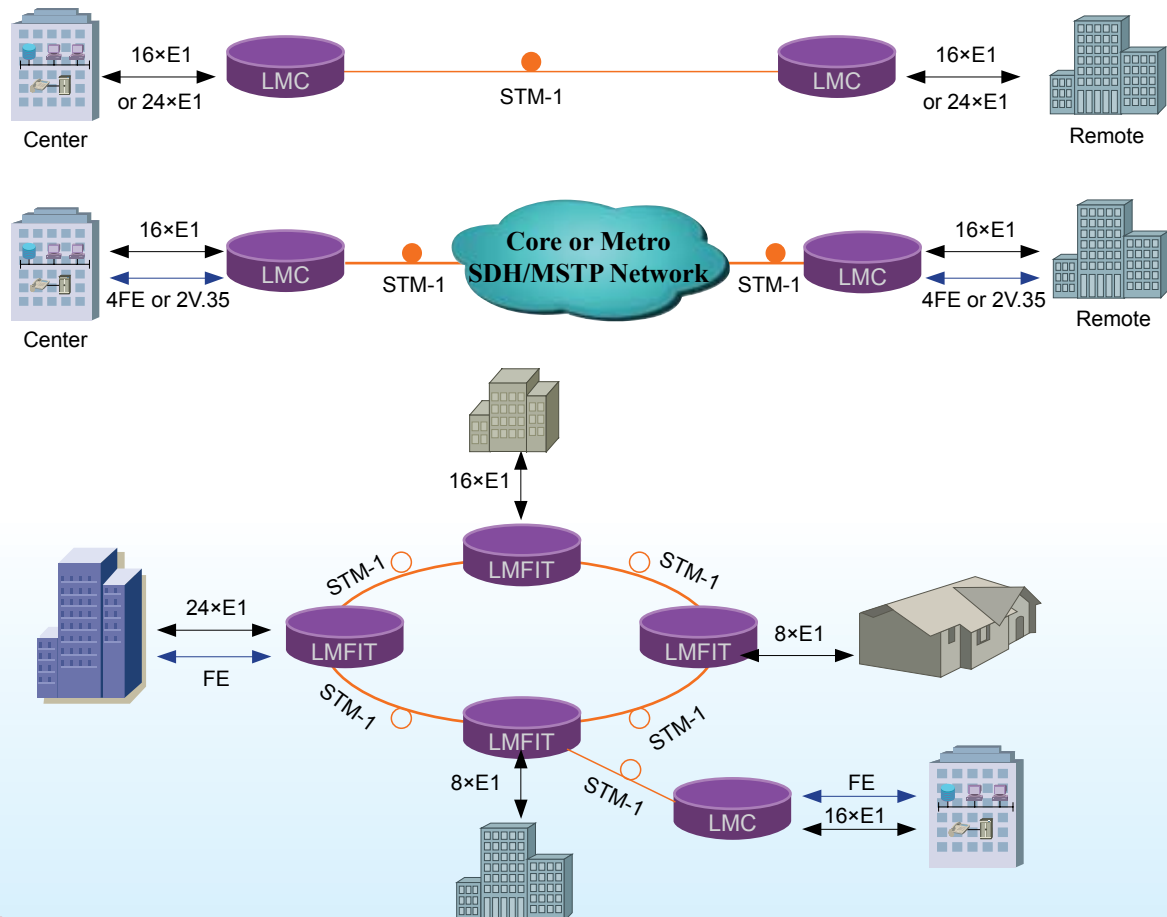 16×E1
or 24×E1
Center
LMC
STM-1
LMC
16×E1
or 24×E1
Remote
16×E1
4FE or 2V.35
Center
LMC
STM-1
Core or Metro
SDH/MSTP Network
STM-1
LMC
16×E1
4FE or 2V.35
Remote
16×E1
LMFIT
STM-1
STM-1
24×E1
FE
LMFIT
LMFIT
8×E1
STM-1
STM-1
LMFIT
8×E1
STM-1
LMC
FE
16×E1